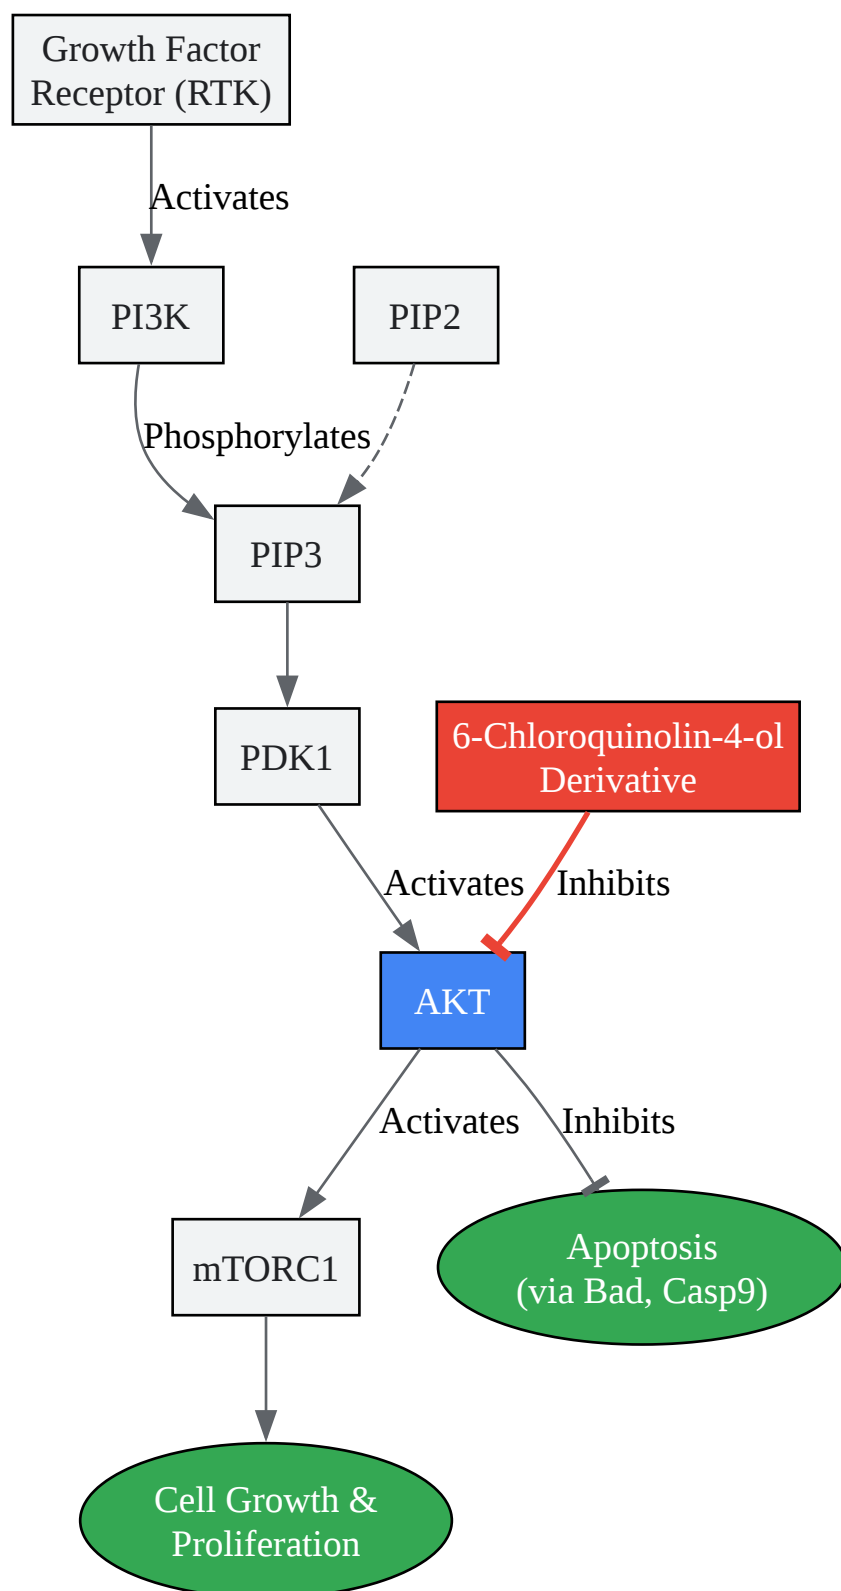 Growth Factor
Receptor (RTK)
Activates
PI3K
PIP2
Phosphorylates
PIP3
PDK1
6-Chloroquinolin-4-ol
Derivative
Activates
Inhibits
AKT
Activates
Inhibits
mTORC1
Apoptosis
(via Bad, Casp9)
Cell Growth &
Proliferation